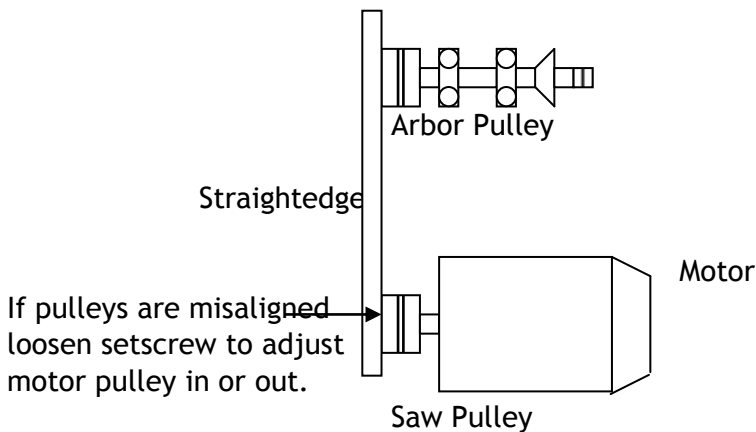 Arbor Pulley
Straightedge
Motor
If pulleys are misaligned
loosen setscrew to adjust
motor pulley in or out.
Saw Pulley